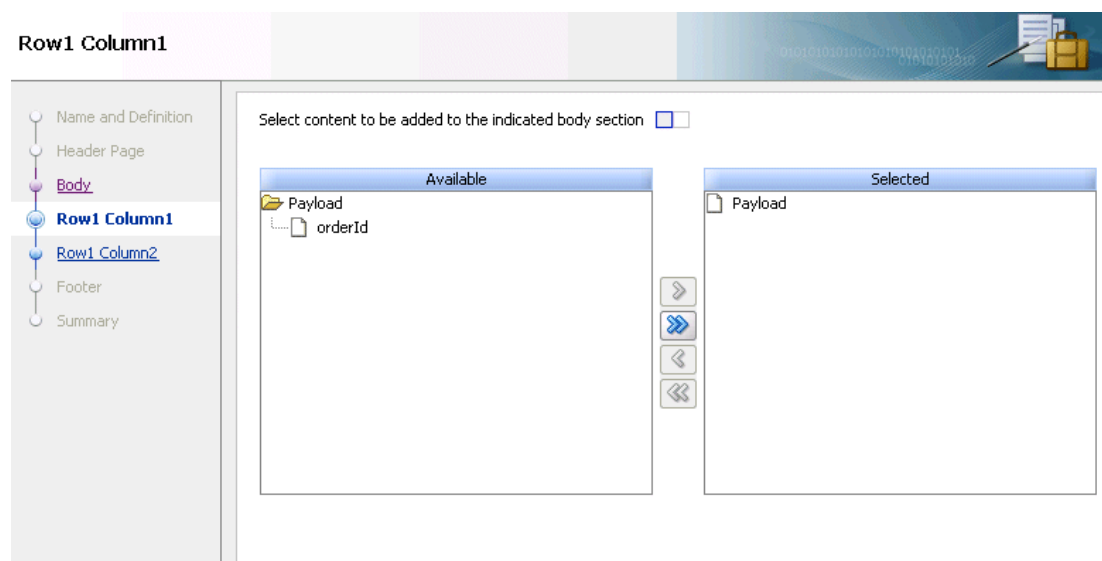 Row1 Column1
Name and Definition
Header Page
Body
Row1 Column1
Row1 Column2
Footer
Summary
Select content to be added to the indicated body section
Available
Payload
orderId
Selected
Payload